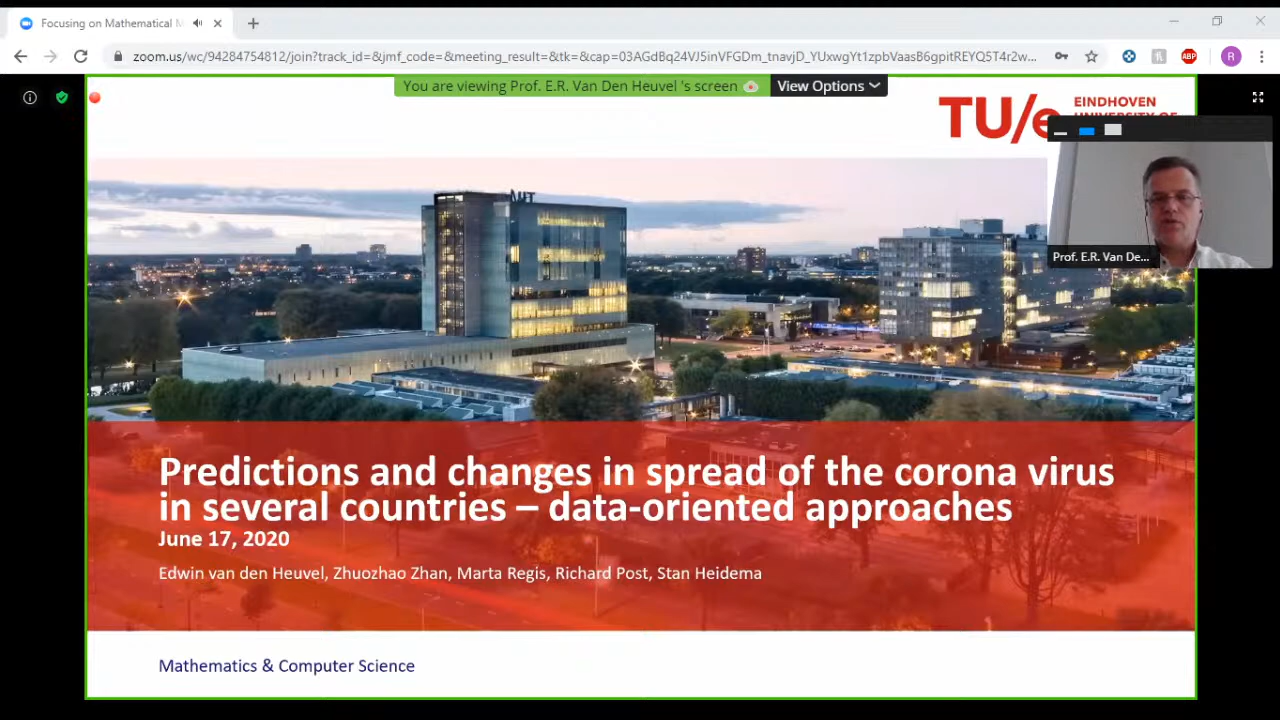 Focusing on Mathematical M
zoom.us/wc/94284754812/join?track_id=&jmf_code=&meeting_result=&tk=&cap=03AGdBq24VJ5inVFGDm_tnavjD_YUxwgYt1zpbVaasB6gpitREYQ5T4r2w...
ABP
R
You are viewing Prof. E.R. Van Den Heuvel 's screen
View Options
TU/e
EINDHOVEN
UNIVERSITY OF
Prof. E.R. Van De...
Predictions and changes in spread of the corona virus
in several countries – data-oriented approaches
June 17, 2020
Edwin van den Heuvel, Zhuozhao Zhan, Marta Regis, Richard Post, Stan Heidema
Mathematics & Computer Science